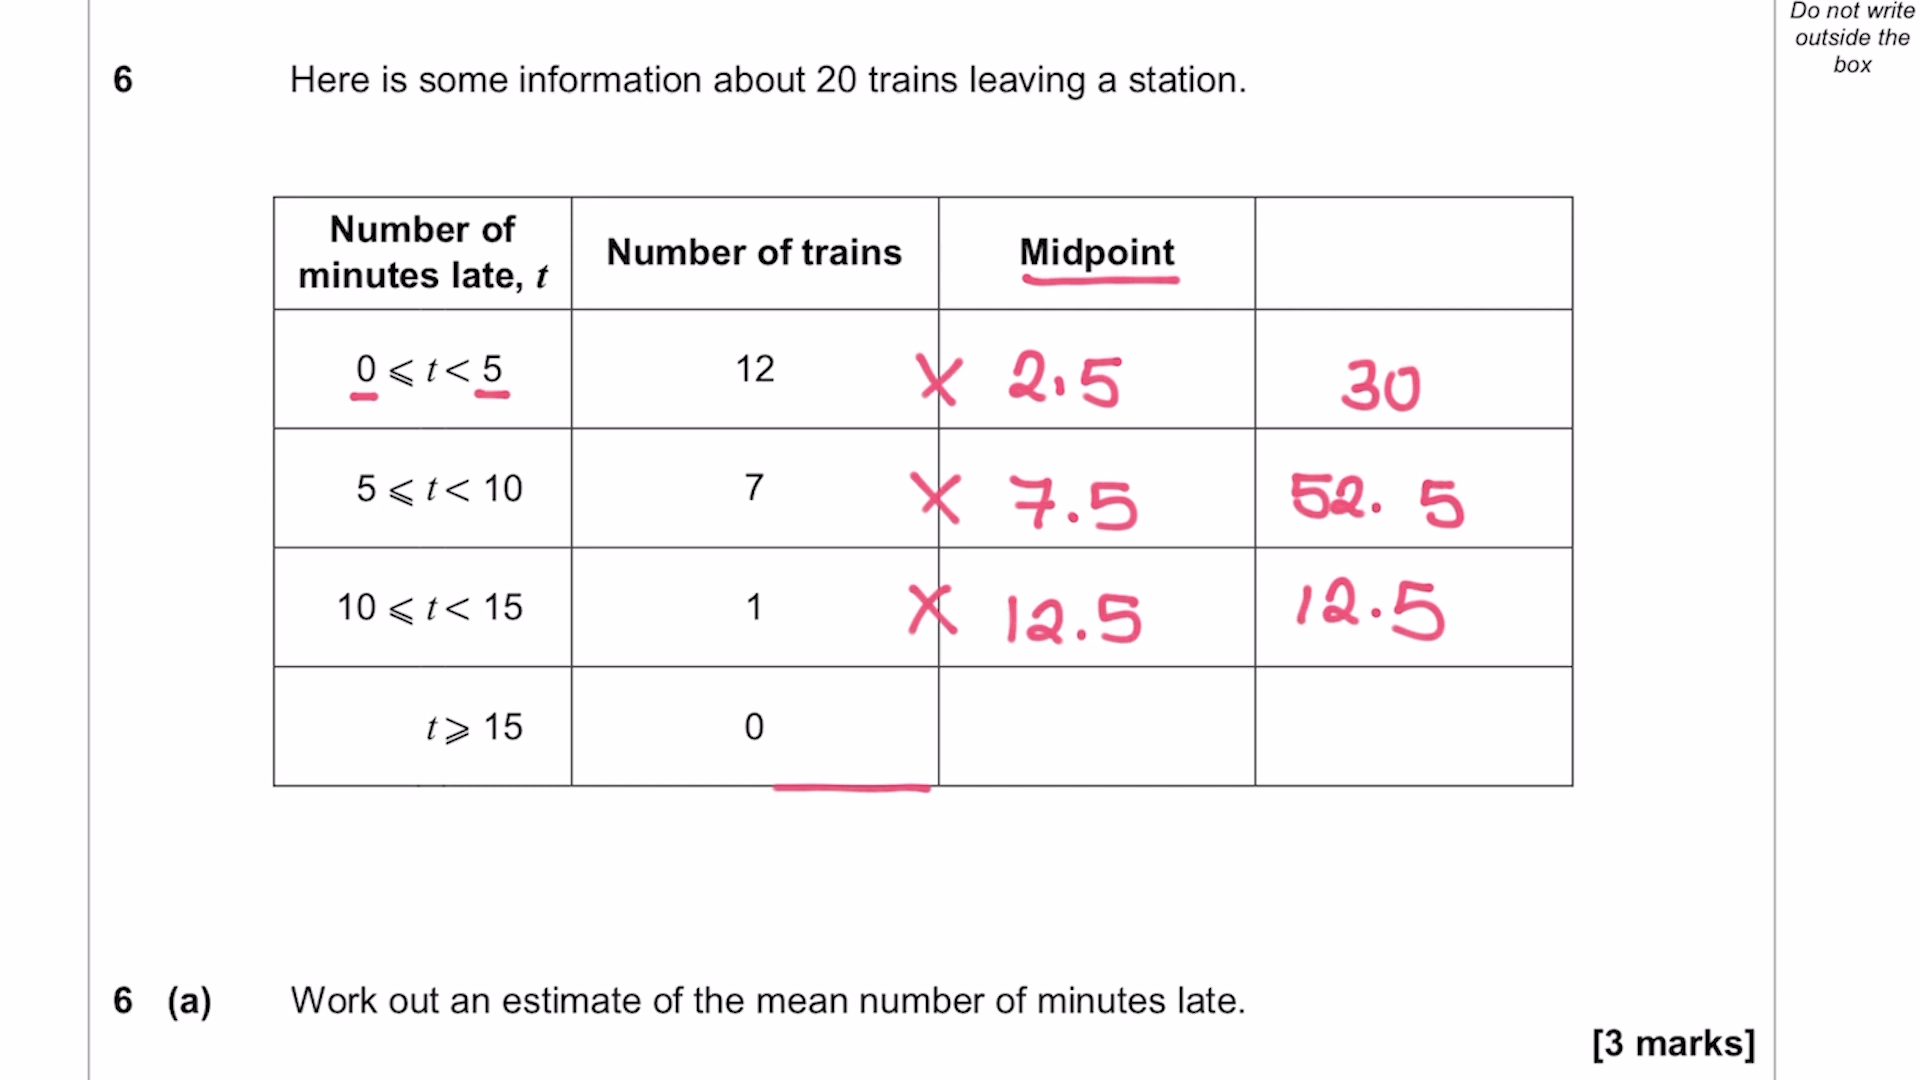 Do not write
outside the
box
6 Here is some information about 20 trains leaving a station.
Number of
minutes late, t
Number of trains
Midpoint
0 ⩽ t < 5 12 × 2.5 30
5 ⩽ t < 10 7 × 7.5 52.5
10 ⩽ t < 15 1 × 12.5 12.5
t ⩾ 15 0
6 (a) Work out an estimate of the mean number of minutes late.
[3 marks]